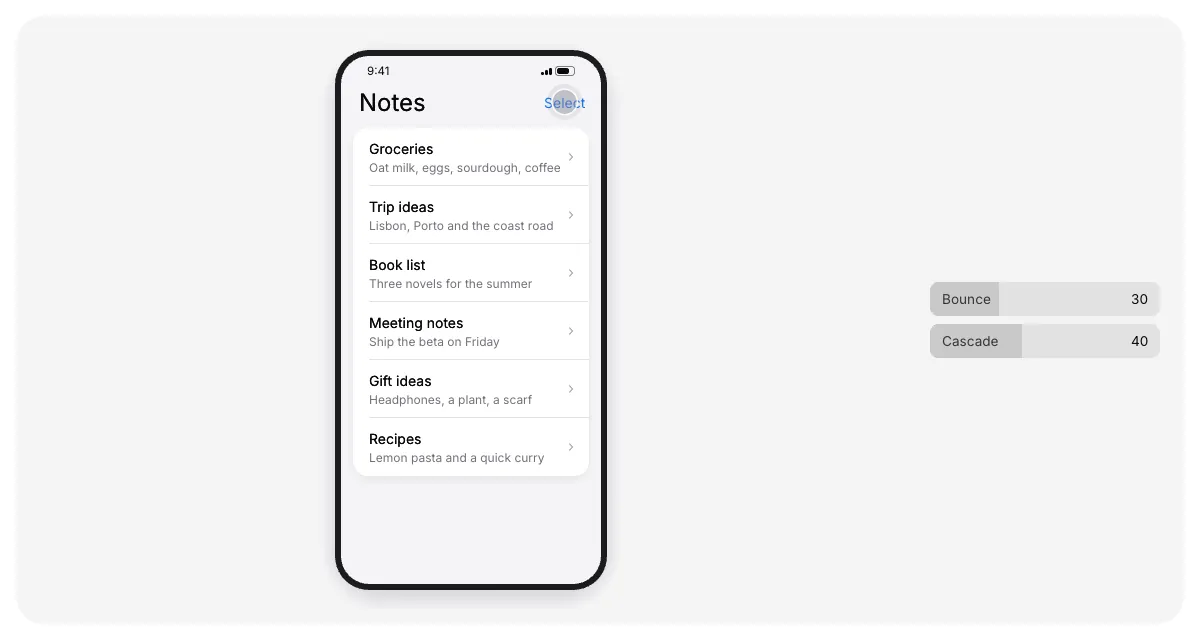 9:41
Notes
Select
Groceries
Oat milk, eggs, sourdough, coffee
Trip ideas
Lisbon, Porto and the coast road
Book list
Three novels for the summer
Meeting notes
Ship the beta on Friday
Gift ideas
Headphones, a plant, a scarf
Recipes
Lemon pasta and a quick curry
Bounce 30
Cascade 40